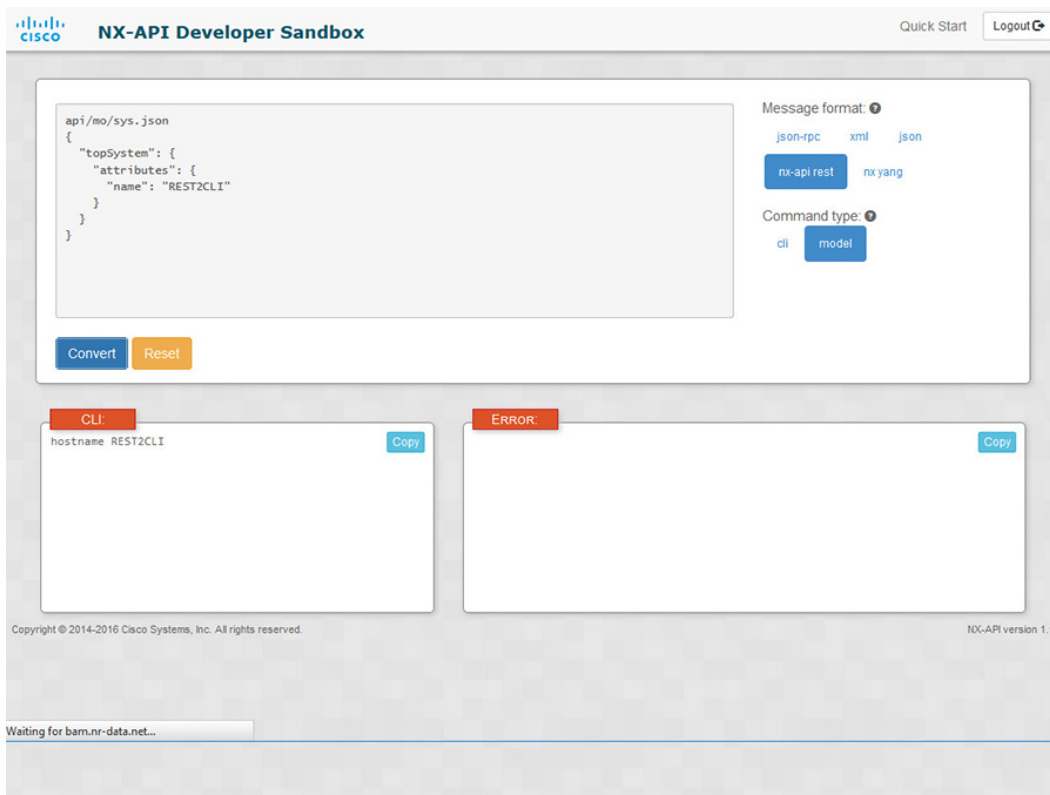 CISCO
NX-API Developer Sandbox
Quick Start
Logout
api/mo/sys.json
{
  "topSystem": {
    "attributes": {
      "name": "REST2CLI"
    }
  }
}
Message format:
json-rpc xml json
nx-api rest nx yang
Command type:
cli model
Convert Reset
CLI:
hostname REST2CLI
Copy
ERROR:
Copy
Copyright © 2014-2016 Cisco Systems, Inc. All rights reserved.
NX-API version 1.
Waiting for bam.nr-data.net...